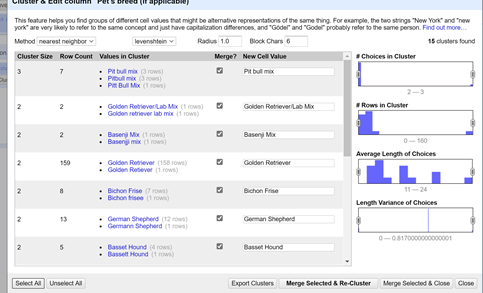 Cluster & Edit column "Pet's breed (if applicable)"
This feature helps you find groups of different cell values that might be alternative representations of the same thing. For example, the two strings "New York" and "new
york" are very likely to refer to the same concept and just have capitalization differences, and "Gödel" and "Godel" probably refer to the same person. Find out more...
Method nearest neighbor levenshtein Radius 1.0 Block Chars 6 15 clusters found
Cluster Size Row Count Values in Cluster Merge? New Cell Value
3 7 Pit bull mix (3 rows) Pit bull mix
Pitbull mix (3 rows)
Pitt Bull Mix (1 rows)
2 2 Golden Retriever/Lab Mix (1 rows) Golden Retriever/Lab Mix
Golden retriever lab mix (1 rows)
2 2 Basenji Mix (1 rows) Basenji Mix
Basenjii mix (1 rows)
2 159 Golden Retriever (158 rows) Golden Retriever
Golden Retiever (1 rows)
2 8 Bichon Frise (7 rows) Bichon Frise
Bichon frisee (1 rows)
2 13 German Shepherd (12 rows) German Shepherd
Germann Shepherd (1 rows)
2 5 Basset Hound (4 rows) Basset Hound
Bassett Hound (1 rows)
# Choices in Cluster
2 — 3
# Rows in Cluster
0 — 160
Average Length of Choices
11 — 24
Length Variance of Choices
0 — 0.8170000000000001
Select All Unselect All Export Clusters Merge Selected & Re-Cluster Merge Selected & Close Close